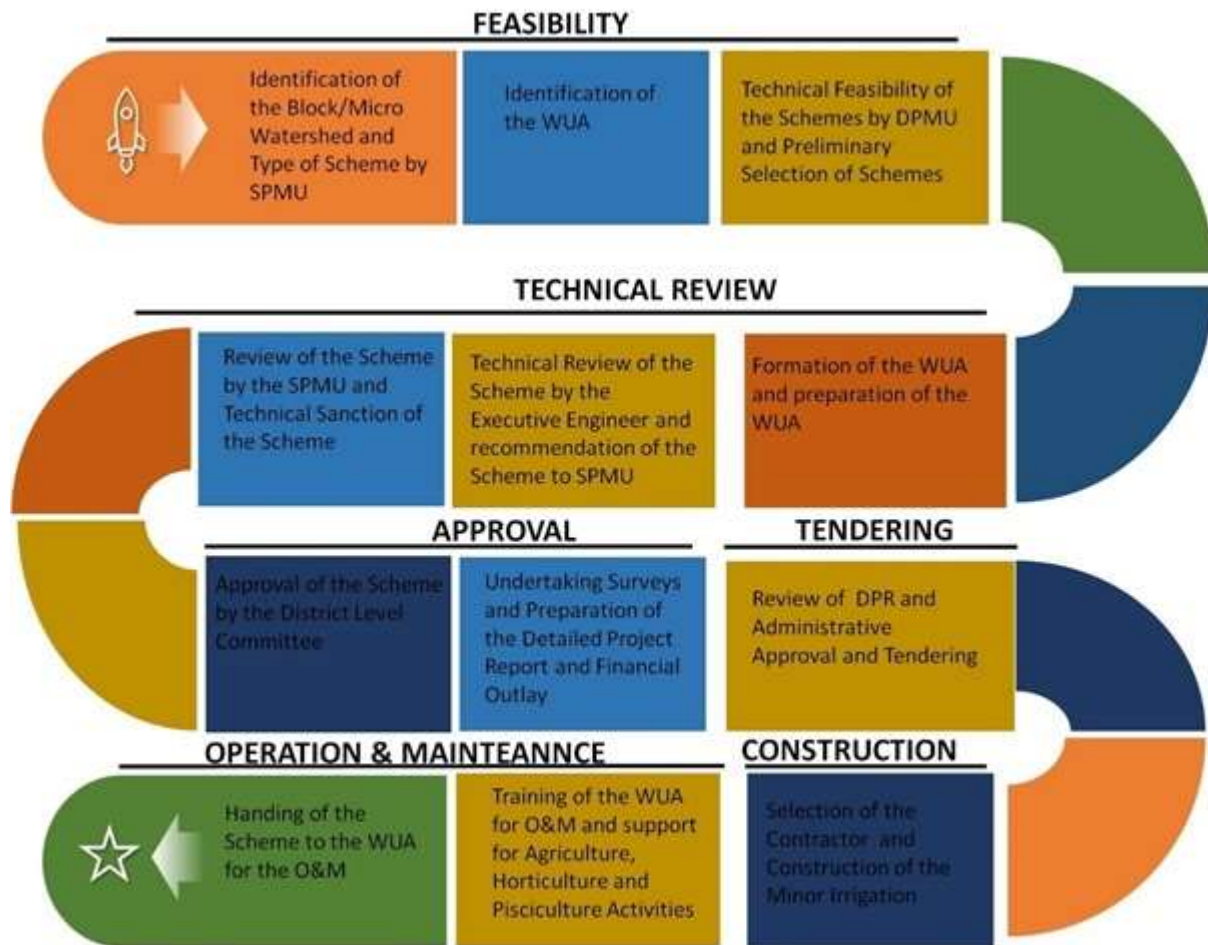 FEASIBILITY
Identification of
the Block/Micro
Watershed and
Type of Scheme by
SPMU
Identification of
the WUA
Technical Feasibility of
the Schemes by DPMU
and Preliminary
Selection of Schemes
TECHNICAL REVIEW
Review of the Scheme
by the SPMU and
Technical Sanction of
the Scheme
Technical Review of the
Scheme by the
Executive Engineer and
recommendation of the
Scheme to SPMU
Formation of the WUA
and preparation of the
WUA
APPROVAL
Approval of the Scheme
by the District Level
Committee
Undertaking Surveys
and Preparation of
the Detailed Project
Report and Financial
Outlay
TENDERING
Review of DPR and
Administrative
Approval and Tendering
OPERATION & MAINTEANNCE
Handing of the
Scheme to the WUA
for the O&M
Training of the WUA
for O&M and support
for Agriculture,
Horticulture and
Pisciculture Activities
CONSTRUCTION
Selection of the
Contractor and
Construction of the
Minor Irrigation